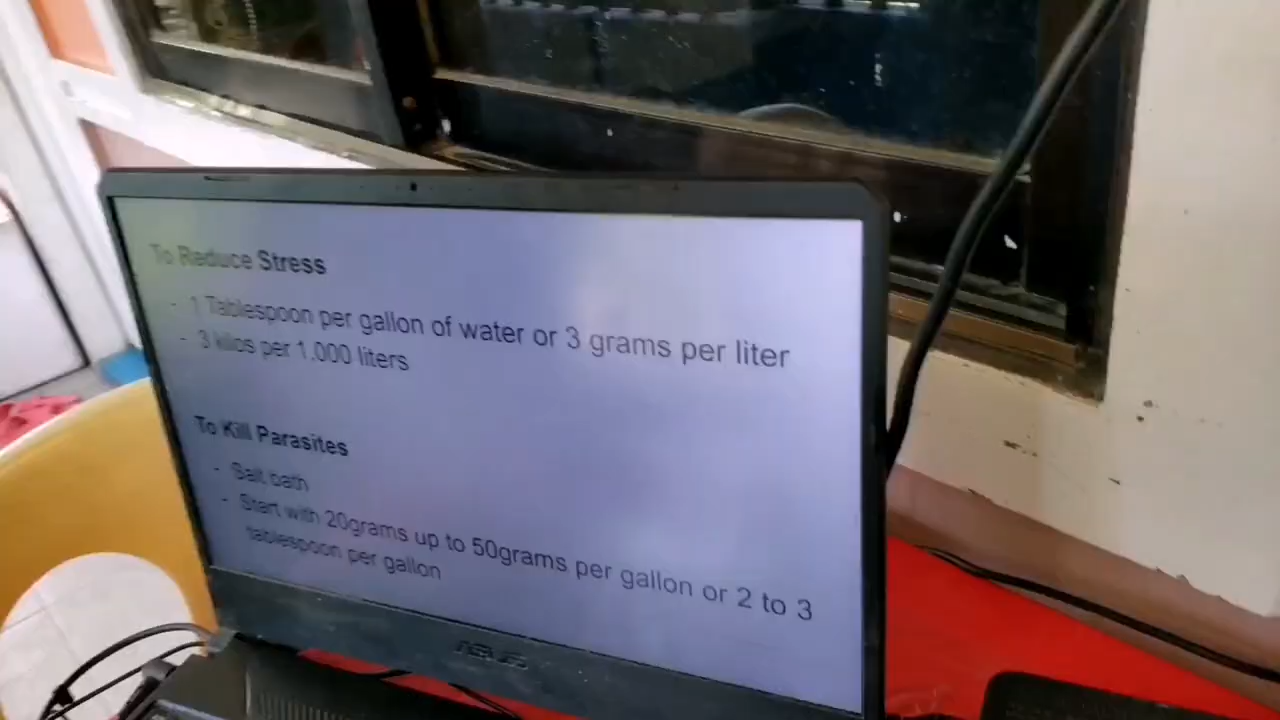 To Reduce Stress
- 1 Tablespoon per gallon of water or 3 grams per liter
- 3 kilos per 1.000 liters
To Kill Parasites
- Salt bath
- Start with 20grams up to 50grams per gallon or 2 to 3
tablespoon per gallon
ASUS